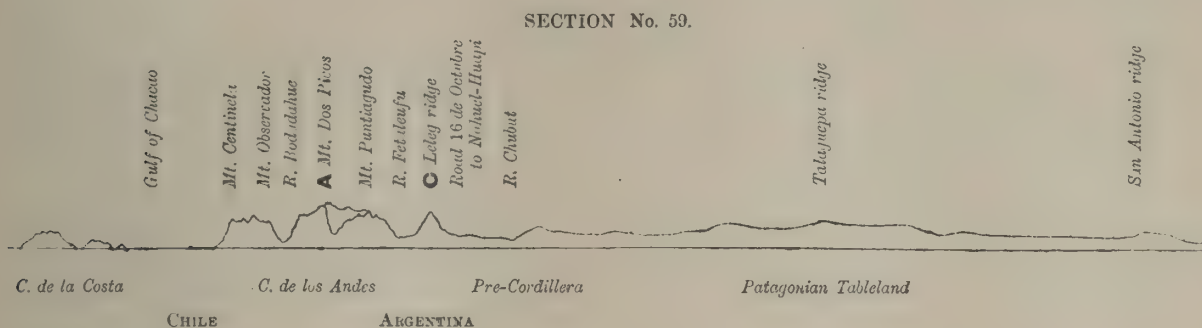 SECTION No. 59.
Gulf of Chacao
Mt. Centinela
Mt. Observador
R. Bodudahue
A Mt. Dos Picos
Mt. Puntiagudo
R. Fetaleufu
C Leleg ridge
Road 16 de Octubre
to Nahuel-Huapi
R. Chubut
Talaguepa ridge
San Antonio ridge
C. de la Costa
C. de los Andes
Pre-Cordillera
Patagonian Tableland
CHILE
ARGENTINA